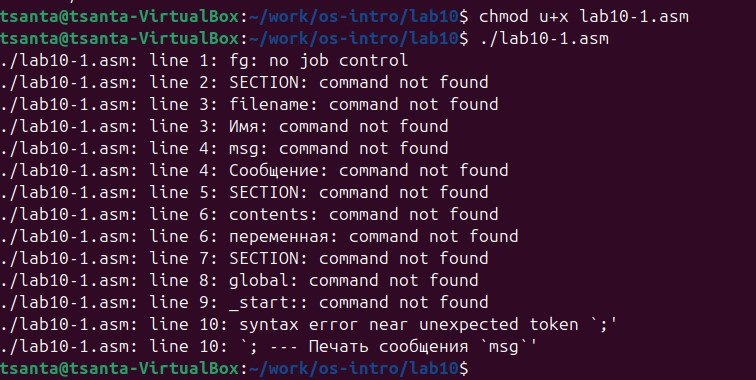 tsanta@tsanta-VirtualBox:~/work/os-intro/lab10$ chmod u+x lab10-1.asm
tsanta@tsanta-VirtualBox:~/work/os-intro/lab10$ ./lab10-1.asm
./lab10-1.asm: line 1: fg: no job control
./lab10-1.asm: line 2: SECTION: command not found
./lab10-1.asm: line 3: filename: command not found
./lab10-1.asm: line 3: Имя: command not found
./lab10-1.asm: line 4: msg: command not found
./lab10-1.asm: line 4: Сообщение: command not found
./lab10-1.asm: line 5: SECTION: command not found
./lab10-1.asm: line 6: contents: command not found
./lab10-1.asm: line 6: переменная: command not found
./lab10-1.asm: line 7: SECTION: command not found
./lab10-1.asm: line 8: global: command not found
./lab10-1.asm: line 9: _start:: command not found
./lab10-1.asm: line 10: syntax error near unexpected token `;'
./lab10-1.asm: line 10: `; --- Печать сообщения `msg`'
tsanta@tsanta-VirtualBox:~/work/os-intro/lab10$